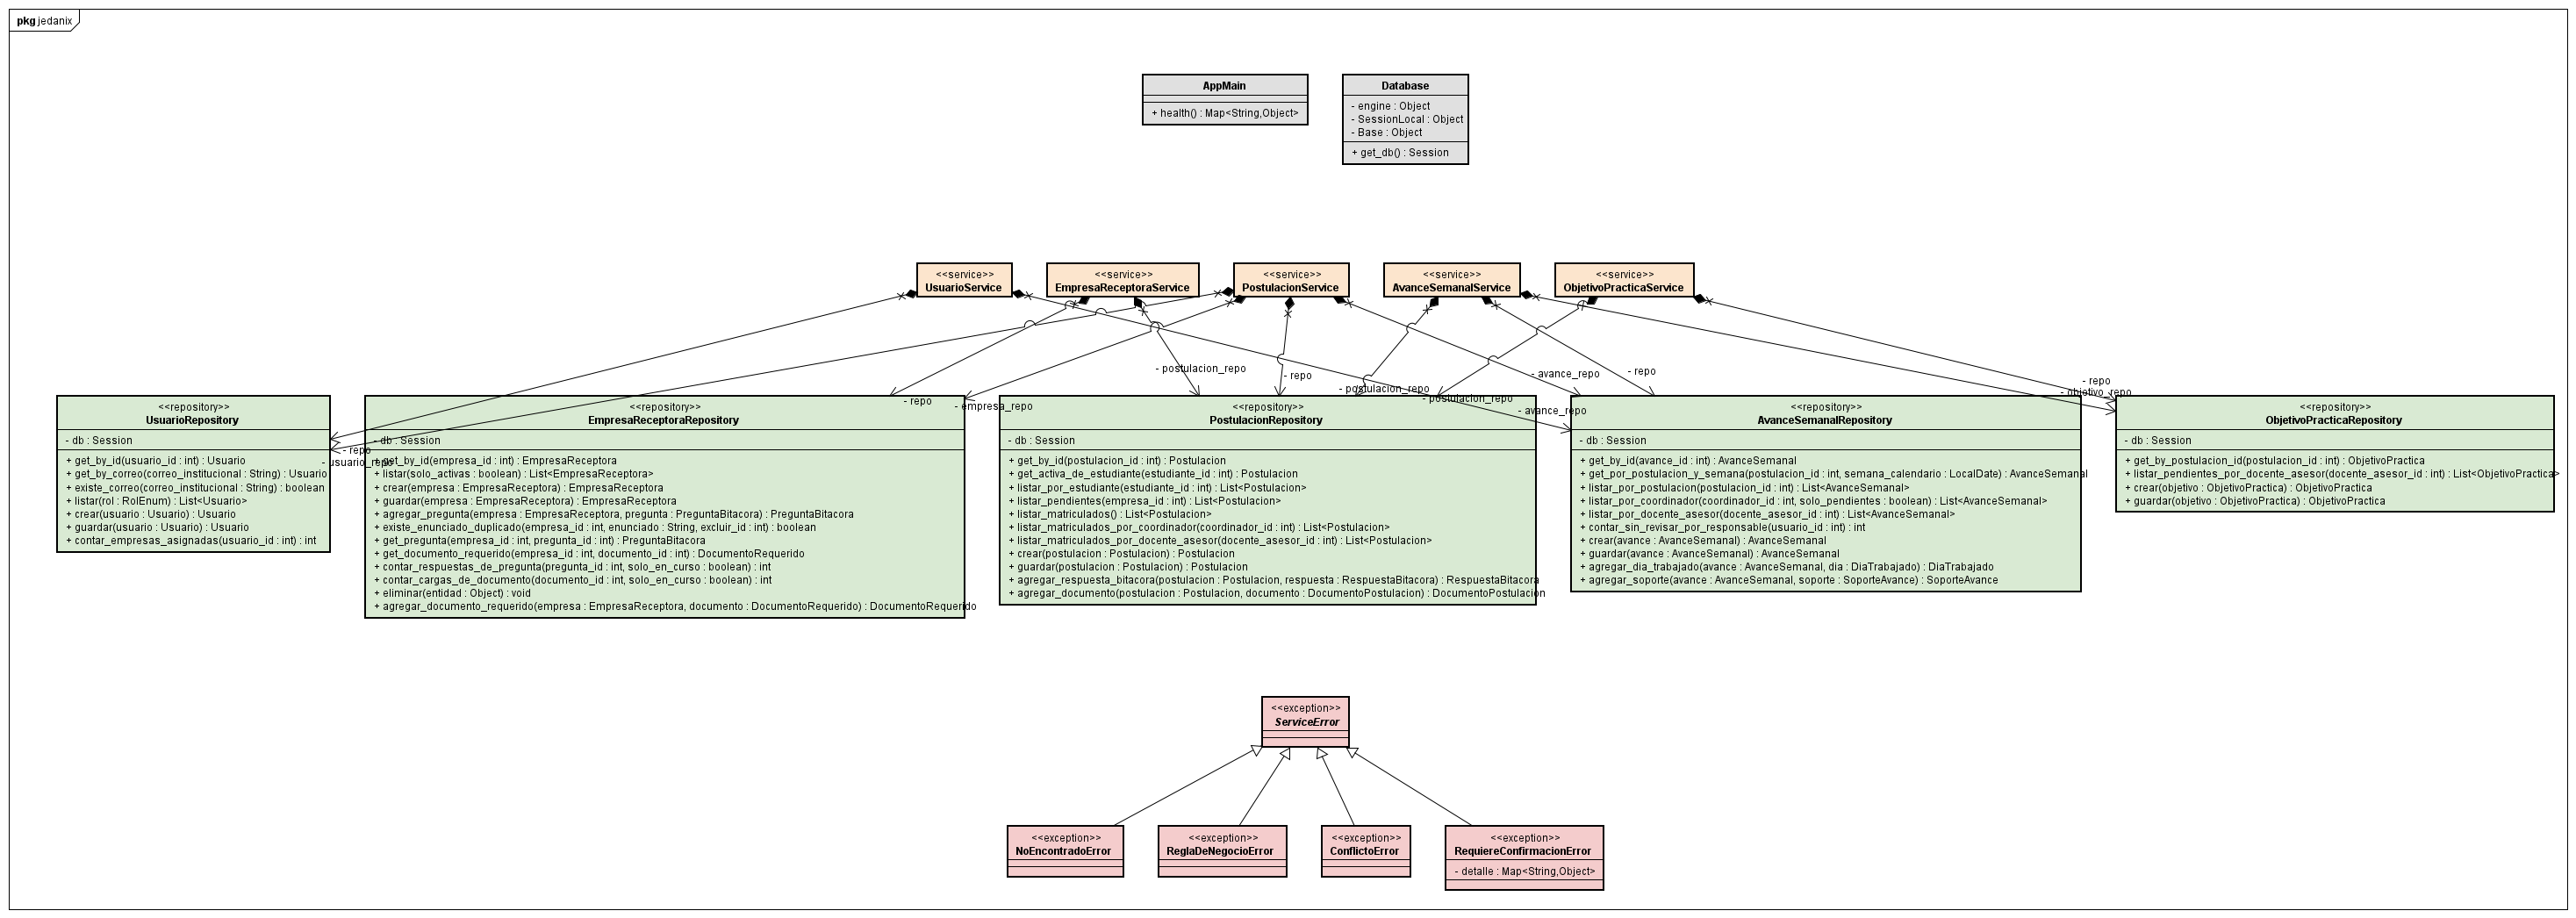 pkg jedanix
AppMain
+ health() : Map<String,Object>
Database
- engine : Object
- SessionLocal : Object
- Base : Object
+ get_db() : Session
<<service>>
UsuarioService
<<service>>
EmpresaReceptoraService
<<service>>
PostulacionService
<<service>>
AvanceSemanalService
<<service>>
ObjetivoPracticaService
- postulacion_repo
- repo
- avance_repo
- repo
- repo
- postulacion_repo
- objetivo_repo
- postulacion_repo
- repo
- empresa_repo
- avance_repo
- repo
- usuario_repo
<<repository>>
UsuarioRepository
- db : Session
+ get_by_id(usuario_id : int) : Usuario
+ get_by_correo(correo_institucional : String) : Usuario
+ existe_correo(correo_institucional : String) : boolean
+ listar(rol : RolEnum) : List<Usuario>
+ crear(usuario : Usuario) : Usuario
+ guardar(usuario : Usuario) : Usuario
+ contar_empresas_asignadas(usuario_id : int) : int
<<repository>>
EmpresaReceptoraRepository
- db : Session
+ get_by_id(empresa_id : int) : EmpresaReceptora
+ listar(solo_activas : boolean) : List<EmpresaReceptora>
+ crear(empresa : EmpresaReceptora) : EmpresaReceptora
+ guardar(empresa : EmpresaReceptora) : EmpresaReceptora
+ agregar_pregunta(empresa : EmpresaReceptora, pregunta : PreguntaBitacora) : PreguntaBitacora
+ existe_enunciado_duplicado(empresa_id : int, enunciado : String, excluir_id : int) : boolean
+ get_pregunta(empresa_id : int, pregunta_id : int) : PreguntaBitacora
+ get_documento_requerido(empresa_id : int, documento_id : int) : DocumentoRequerido
+ contar_respuestas_de_pregunta(pregunta_id : int, solo_en_curso : boolean) : int
+ contar_cargas_de_documento(documento_id : int, solo_en_curso : boolean) : int
+ eliminar(entidad : Object) : void
+ agregar_documento_requerido(empresa : EmpresaReceptora, documento : DocumentoRequerido) : DocumentoRequerido
<<repository>>
PostulacionRepository
- db : Session
+ get_by_id(postulacion_id : int) : Postulacion
+ get_activa_de_estudiante(estudiante_id : int) : Postulacion
+ listar_por_estudiante(estudiante_id : int) : List<Postulacion>
+ listar_pendientes(empresa_id : int) : List<Postulacion>
+ listar_matriculados() : List<Postulacion>
+ listar_matriculados_por_coordinador(coordinador_id : int) : List<Postulacion>
+ listar_matriculados_por_docente_asesor(docente_asesor_id : int) : List<Postulacion>
+ crear(postulacion : Postulacion) : Postulacion
+ guardar(postulacion : Postulacion) : Postulacion
+ agregar_respuesta_bitacora(postulacion : Postulacion, respuesta : RespuestaBitacora) : RespuestaBitacora
+ agregar_documento(postulacion : Postulacion, documento : DocumentoPostulacion) : DocumentoPostulacion
<<repository>>
AvanceSemanalRepository
- db : Session
+ get_by_id(avance_id : int) : AvanceSemanal
+ get_por_postulacion_y_semana(postulacion_id : int, semana_calendario : LocalDate) : AvanceSemanal
+ listar_por_postulacion(postulacion_id : int) : List<AvanceSemanal>
+ listar_por_coordinador(coordinador_id : int, solo_pendientes : boolean) : List<AvanceSemanal>
+ listar_por_docente_asesor(docente_asesor_id : int) : List<AvanceSemanal>
+ contar_sin_revisar_por_responsable(usuario_id : int) : int
+ crear(avance : AvanceSemanal) : AvanceSemanal
+ guardar(avance : AvanceSemanal) : AvanceSemanal
+ agregar_dia_trabajado(avance : AvanceSemanal, dia : DiaTrabajado) : DiaTrabajado
+ agregar_soporte(avance : AvanceSemanal, soporte : SoporteAvance) : SoporteAvance
<<repository>>
ObjetivoPracticaRepository
- db : Session
+ get_by_postulacion_id(postulacion_id : int) : ObjetivoPractica
+ listar_pendientes_por_docente_asesor(docente_asesor_id : int) : List<ObjetivoPractica>
+ crear(objetivo : ObjetivoPractica) : ObjetivoPractica
+ guardar(objetivo : ObjetivoPractica) : ObjetivoPractica
<<exception>>
ServiceError
<<exception>>
NoEncontradoError
<<exception>>
ReglaDeNegocioError
<<exception>>
ConflictoError
<<exception>>
RequiereConfirmacionError
- detalle : Map<String,Object>